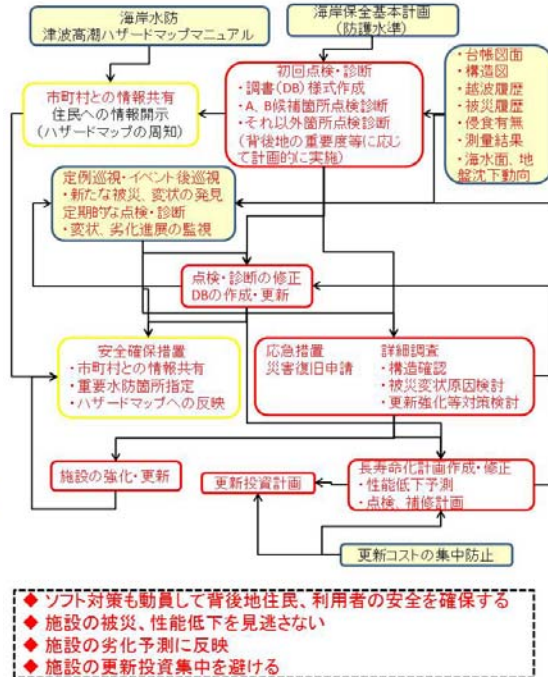 海岸水防
津波高潮ハザードマップマニュアル
海岸保全基本計画
(防護水準)
・台帳図面
・構造図
・越波履歴
・被災履歴
・侵食有無
・測量結果
・海水面、地
盤沈下動向
市町村との情報共有
住民への情報開示
(ハザードマップの周知)
初回点検・診断
・調書(DB)様式作成
・A、B候補箇所点検診断
・それ以外箇所点検診断
(背後地の重要度等に応じ
て計画的に実施)
定例巡視・イベント後巡視
・新たな被災、変状の発見
定期的な点検・診断
・変状、劣化進展の監視
点検・診断の修正
DBの作成・更新
安全確保措置
・市町村との情報共有
・重要水防箇所指定
・ハザードマップへの反映
応急措置
災害復旧申請
詳細調査
・構造確認
・被災変状原因検討
・更新強化等対策検討
施設の強化・更新
更新投資計画
長寿命化計画作成・修正
・性能低下予測
・点検、補修計画
更新コストの集中防止
◆ ソフト対策も動員して背後地住民、利用者の安全を確保する
◆ 施設の被災、性能低下を見逃さない
◆ 施設の劣化予測に反映
◆ 施設の更新投資集中を避ける